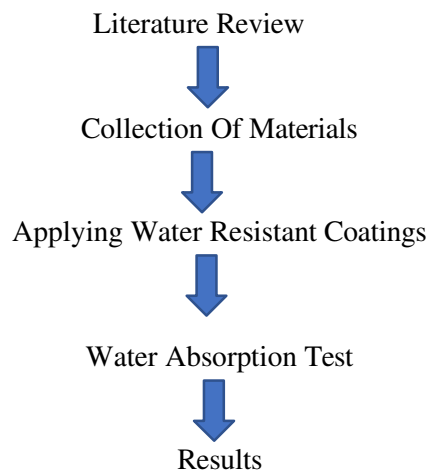 Literature Review
Collection Of Materials
Applying Water Resistant Coatings
Water Absorption Test
Results